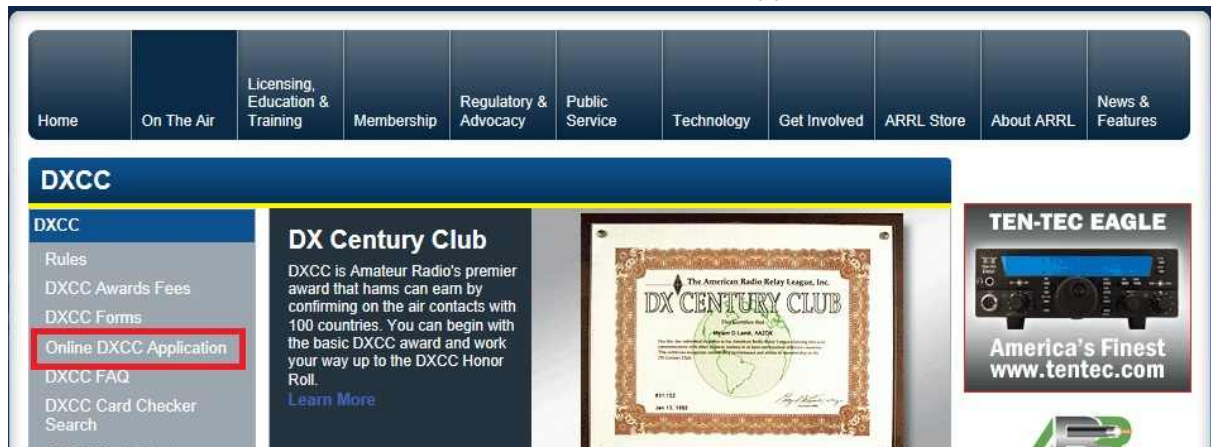 Home
On The Air
Licensing,
Education &
Training
Membership
Regulatory &
Advocacy
Public
Service
Technology
Get Involved
ARRL Store
About ARRL
News &
Features
DXCC
DXCC
Rules
DXCC Awards Fees
DXCC Forms
Online DXCC Application
DXCC FAQ
DXCC Card Checker
Search
DX Century Club
DXCC is Amateur Radio's premier
award that hams can earn by
confirming on the air contacts with
100 countries. You can begin with
the basic DXCC award and work
your way up to the DXCC Honor
Roll.
Learn More
The American Radio Relay League, Inc.
DX CENTURY CLUB
Jan 13, 1992
TEN-TEC EAGLE
America's Finest
www.tentec.com